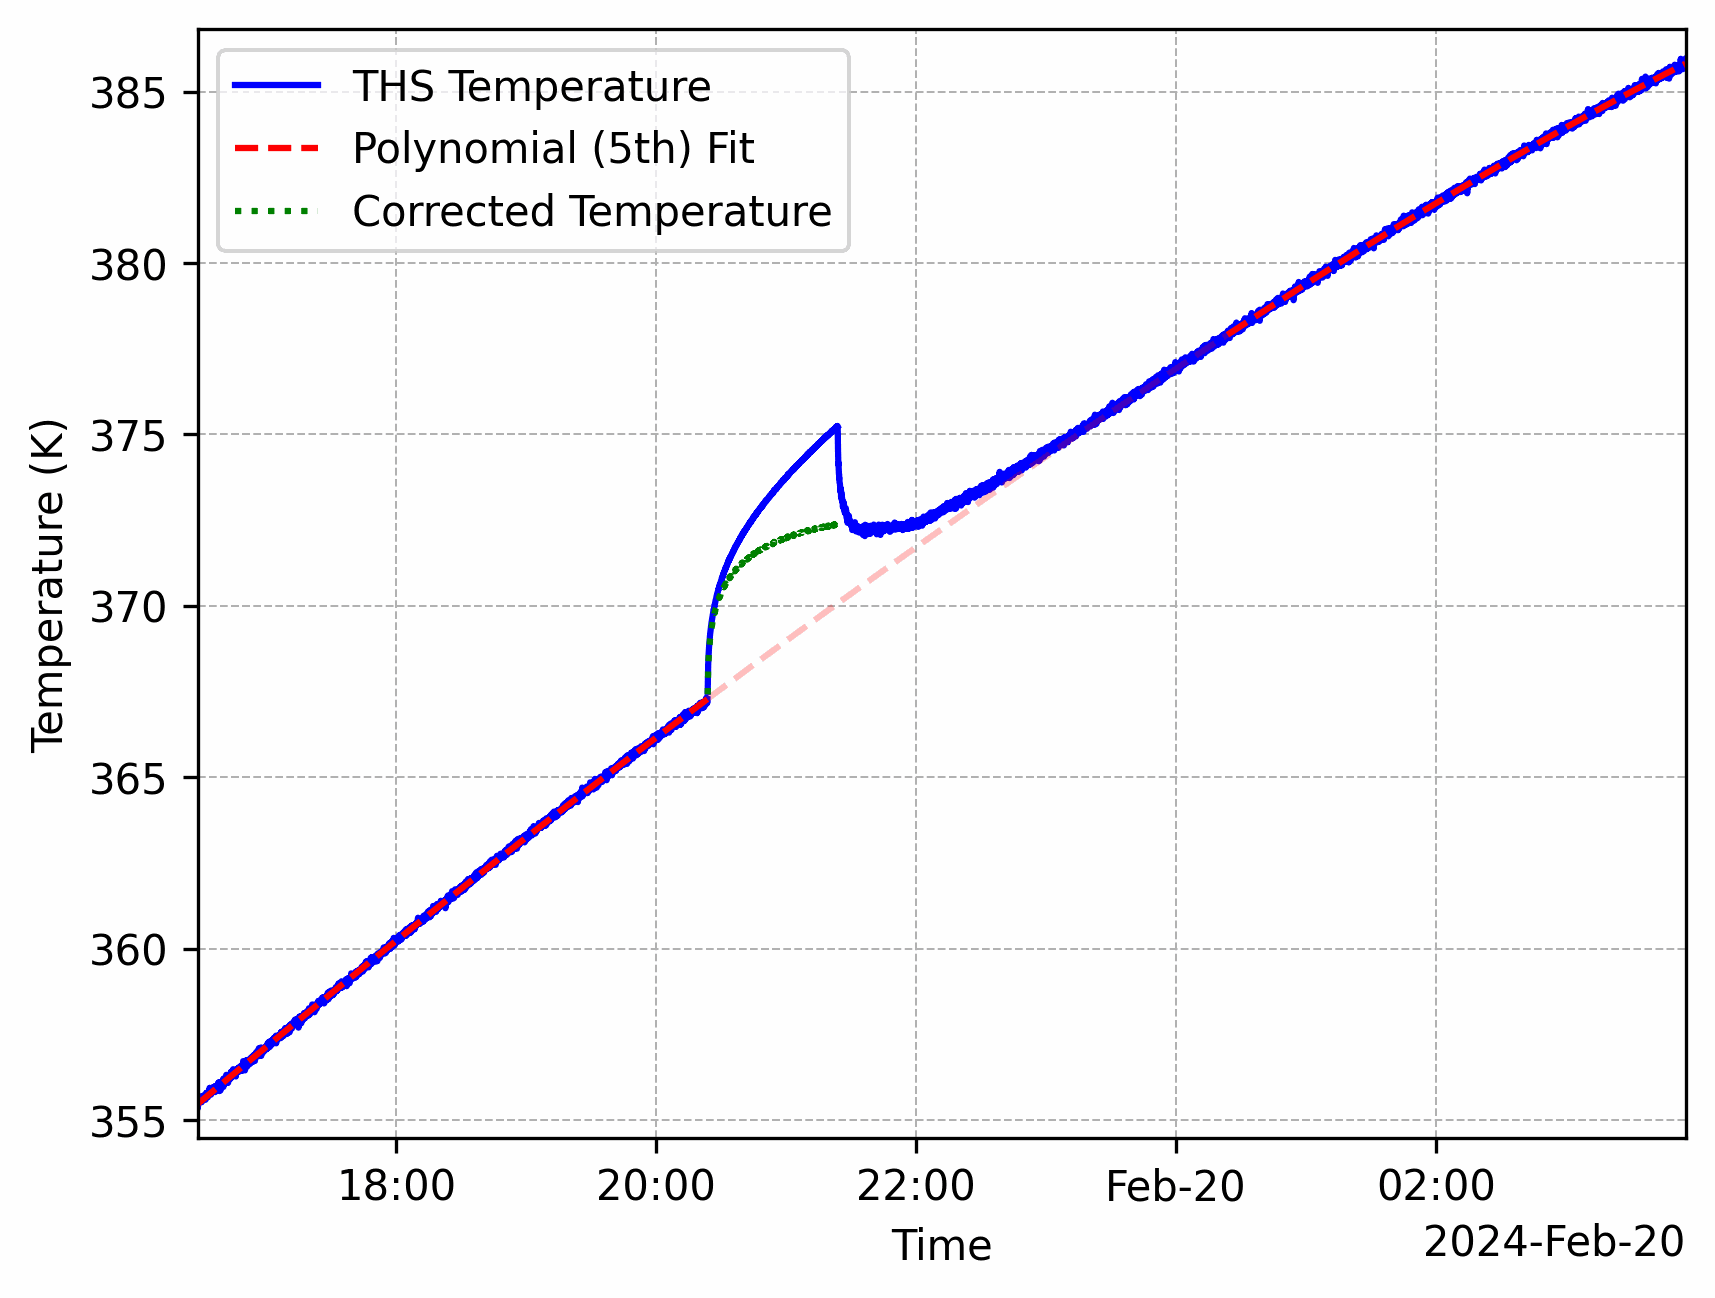 THS Temperature
Polynomial (5th) Fit
Corrected Temperature
385
380
375
370
365
360
355
Temperature (K)
18:00 20:00 22:00 Feb-20 02:00
Time
2024-Feb-20